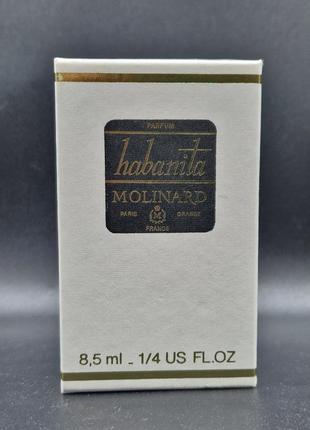 PARFUM
habanita
MOLINARD
PARIS M GRASSE
FRANCE
8,5 ml - 1/4 US FL.OZ